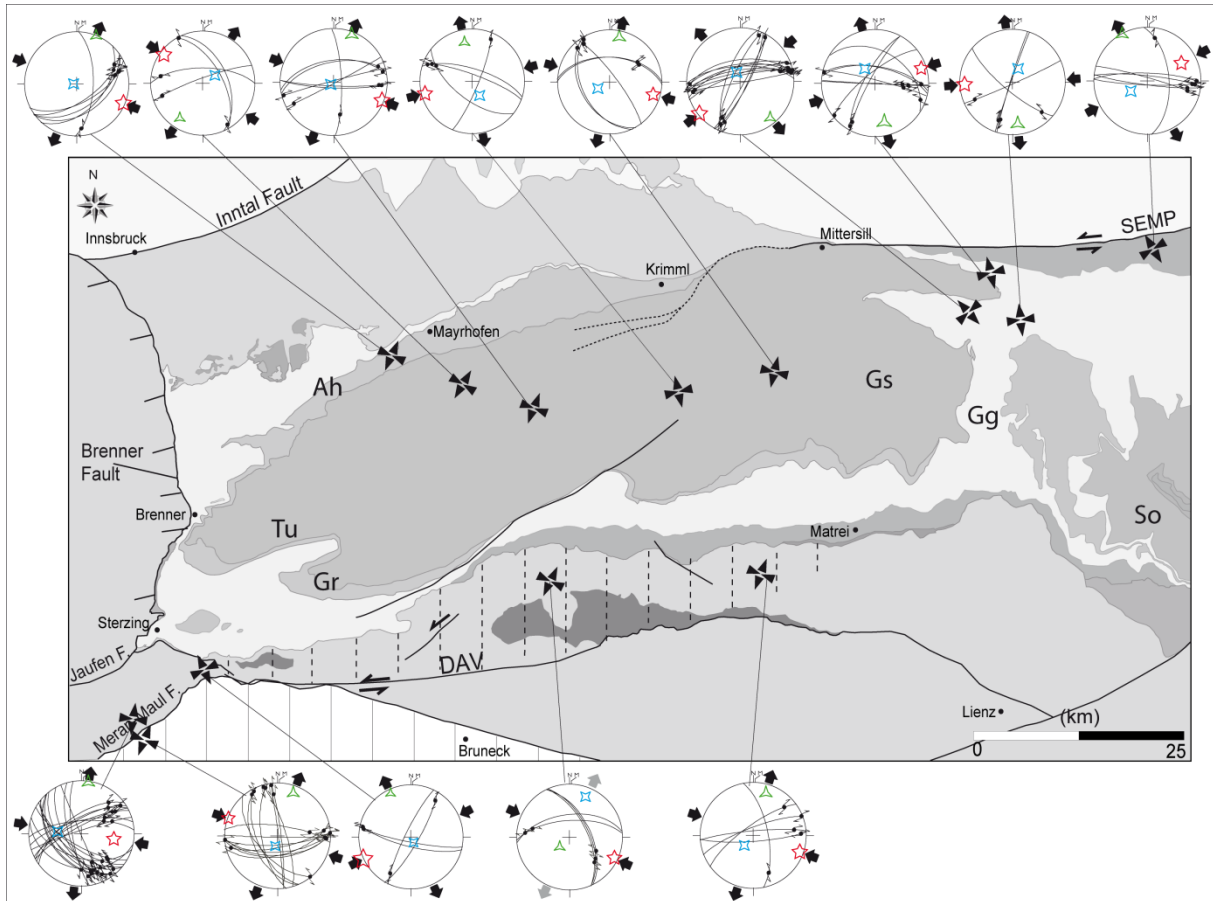 N M
N M
N M
N M
N M
N M
N M
N M
N M
N
Innsbruck
Inntal Fault
Mittersill
SEMP
Krimml
Mayrhofen
Ah
Gs
Gg
Brenner
Fault
Brenner
Tu
Matrei
So
Gr
Sterzing
Jaufen F.
DAV
Meran Maul F.
Lienz
(km)
Bruneck
0 25
N M
N M
N M
N M
N M